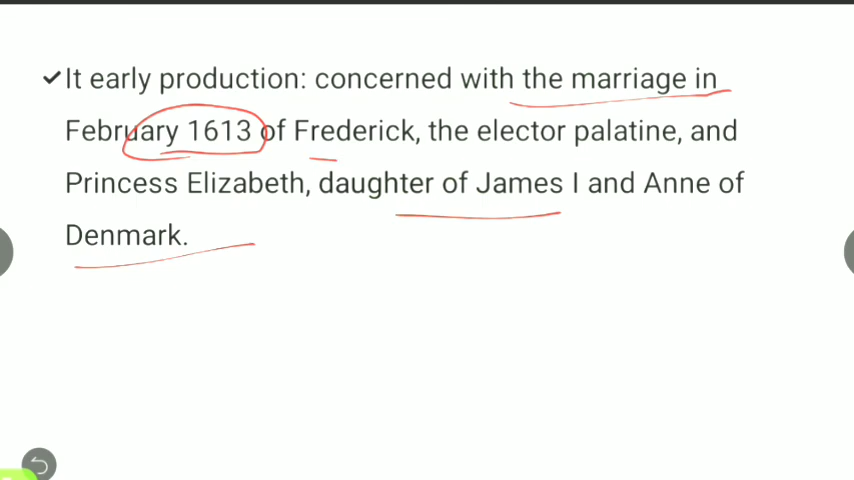 ✔It early production: concerned with the marriage in
February 1613 of Frederick, the elector palatine, and
Princess Elizabeth, daughter of James I and Anne of
Denmark.